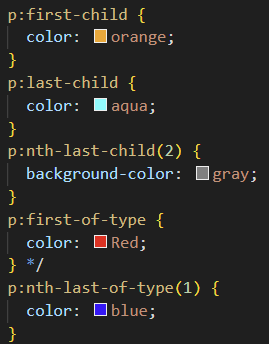 p:first-child {
color: orange;
}
p:last-child {
color: aqua;
}
p:nth-last-child(2) {
background-color: gray;
}
p:first-of-type {
color: Red;
} */
p:nth-last-of-type(1) {
color: blue;
}